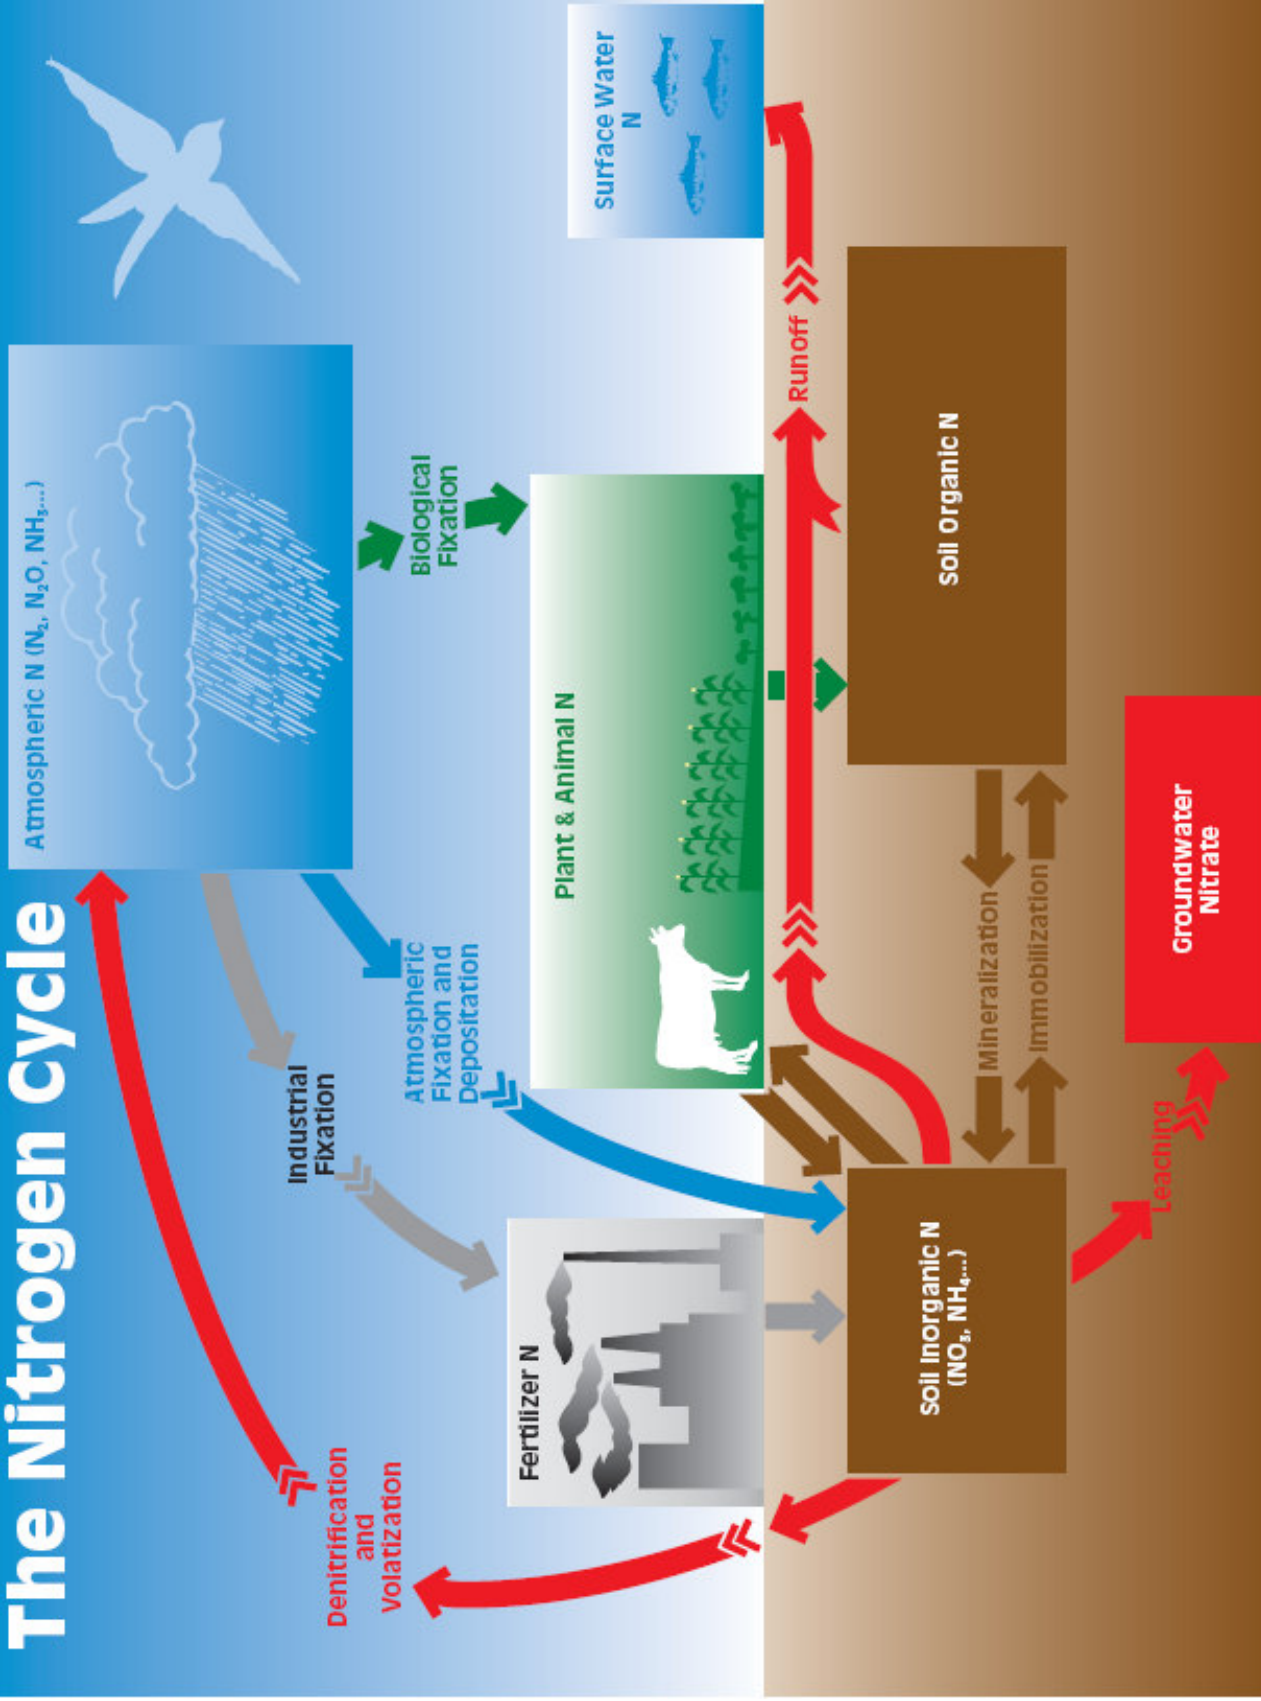 The Nitrogen Cycle
Atmospheric N (N₂, N₂O, NH₃...)
Biological
Fixation
Industrial
Fixation
Atmospheric
Fixation and
Depositation
Denitrification
and
Volatization
Fertilizer N
Plant & Animal N
Surface Water
N
Runoff
Soil Inorganic N
(NO₃, NH₄...)
Mineralization
Immobilization
Soil Organic N
Leaching
Groundwater
Nitrate